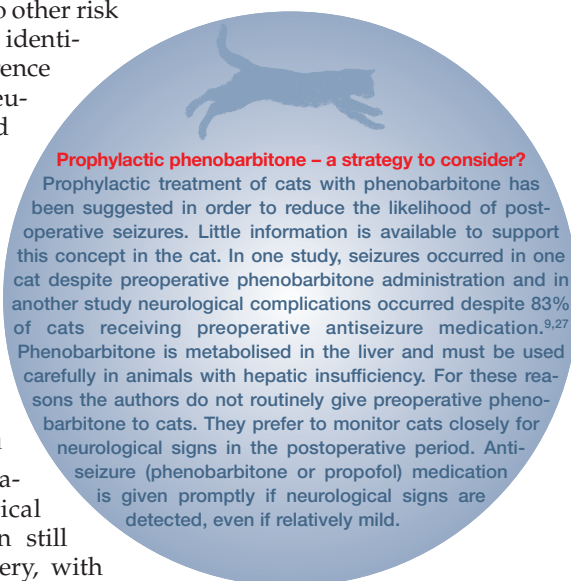 o other risk
identi-
rence
eu-
d
Prophylactic phenobarbitone – a strategy to consider?
Prophylactic treatment of cats with phenobarbitone has
been suggested in order to reduce the likelihood of post-
operative seizures. Little information is available to support
this concept in the cat. In one study, seizures occurred in one
cat despite preoperative phenobarbitone administration and in
another study neurological complications occurred despite 83%
of cats receiving preoperative antiseizure medication.9,27
Phenobarbitone is metabolised in the liver and must be used
carefully in animals with hepatic insufficiency. For these rea-
sons the authors do not routinely give preoperative pheno-
barbitone to cats. They prefer to monitor cats closely for
neurological signs in the postoperative period. Anti-
seizure (phenobarbitone or propofol) medication
is given promptly if neurological signs are
detected, even if relatively mild.
a-
ical
n still
ery, with